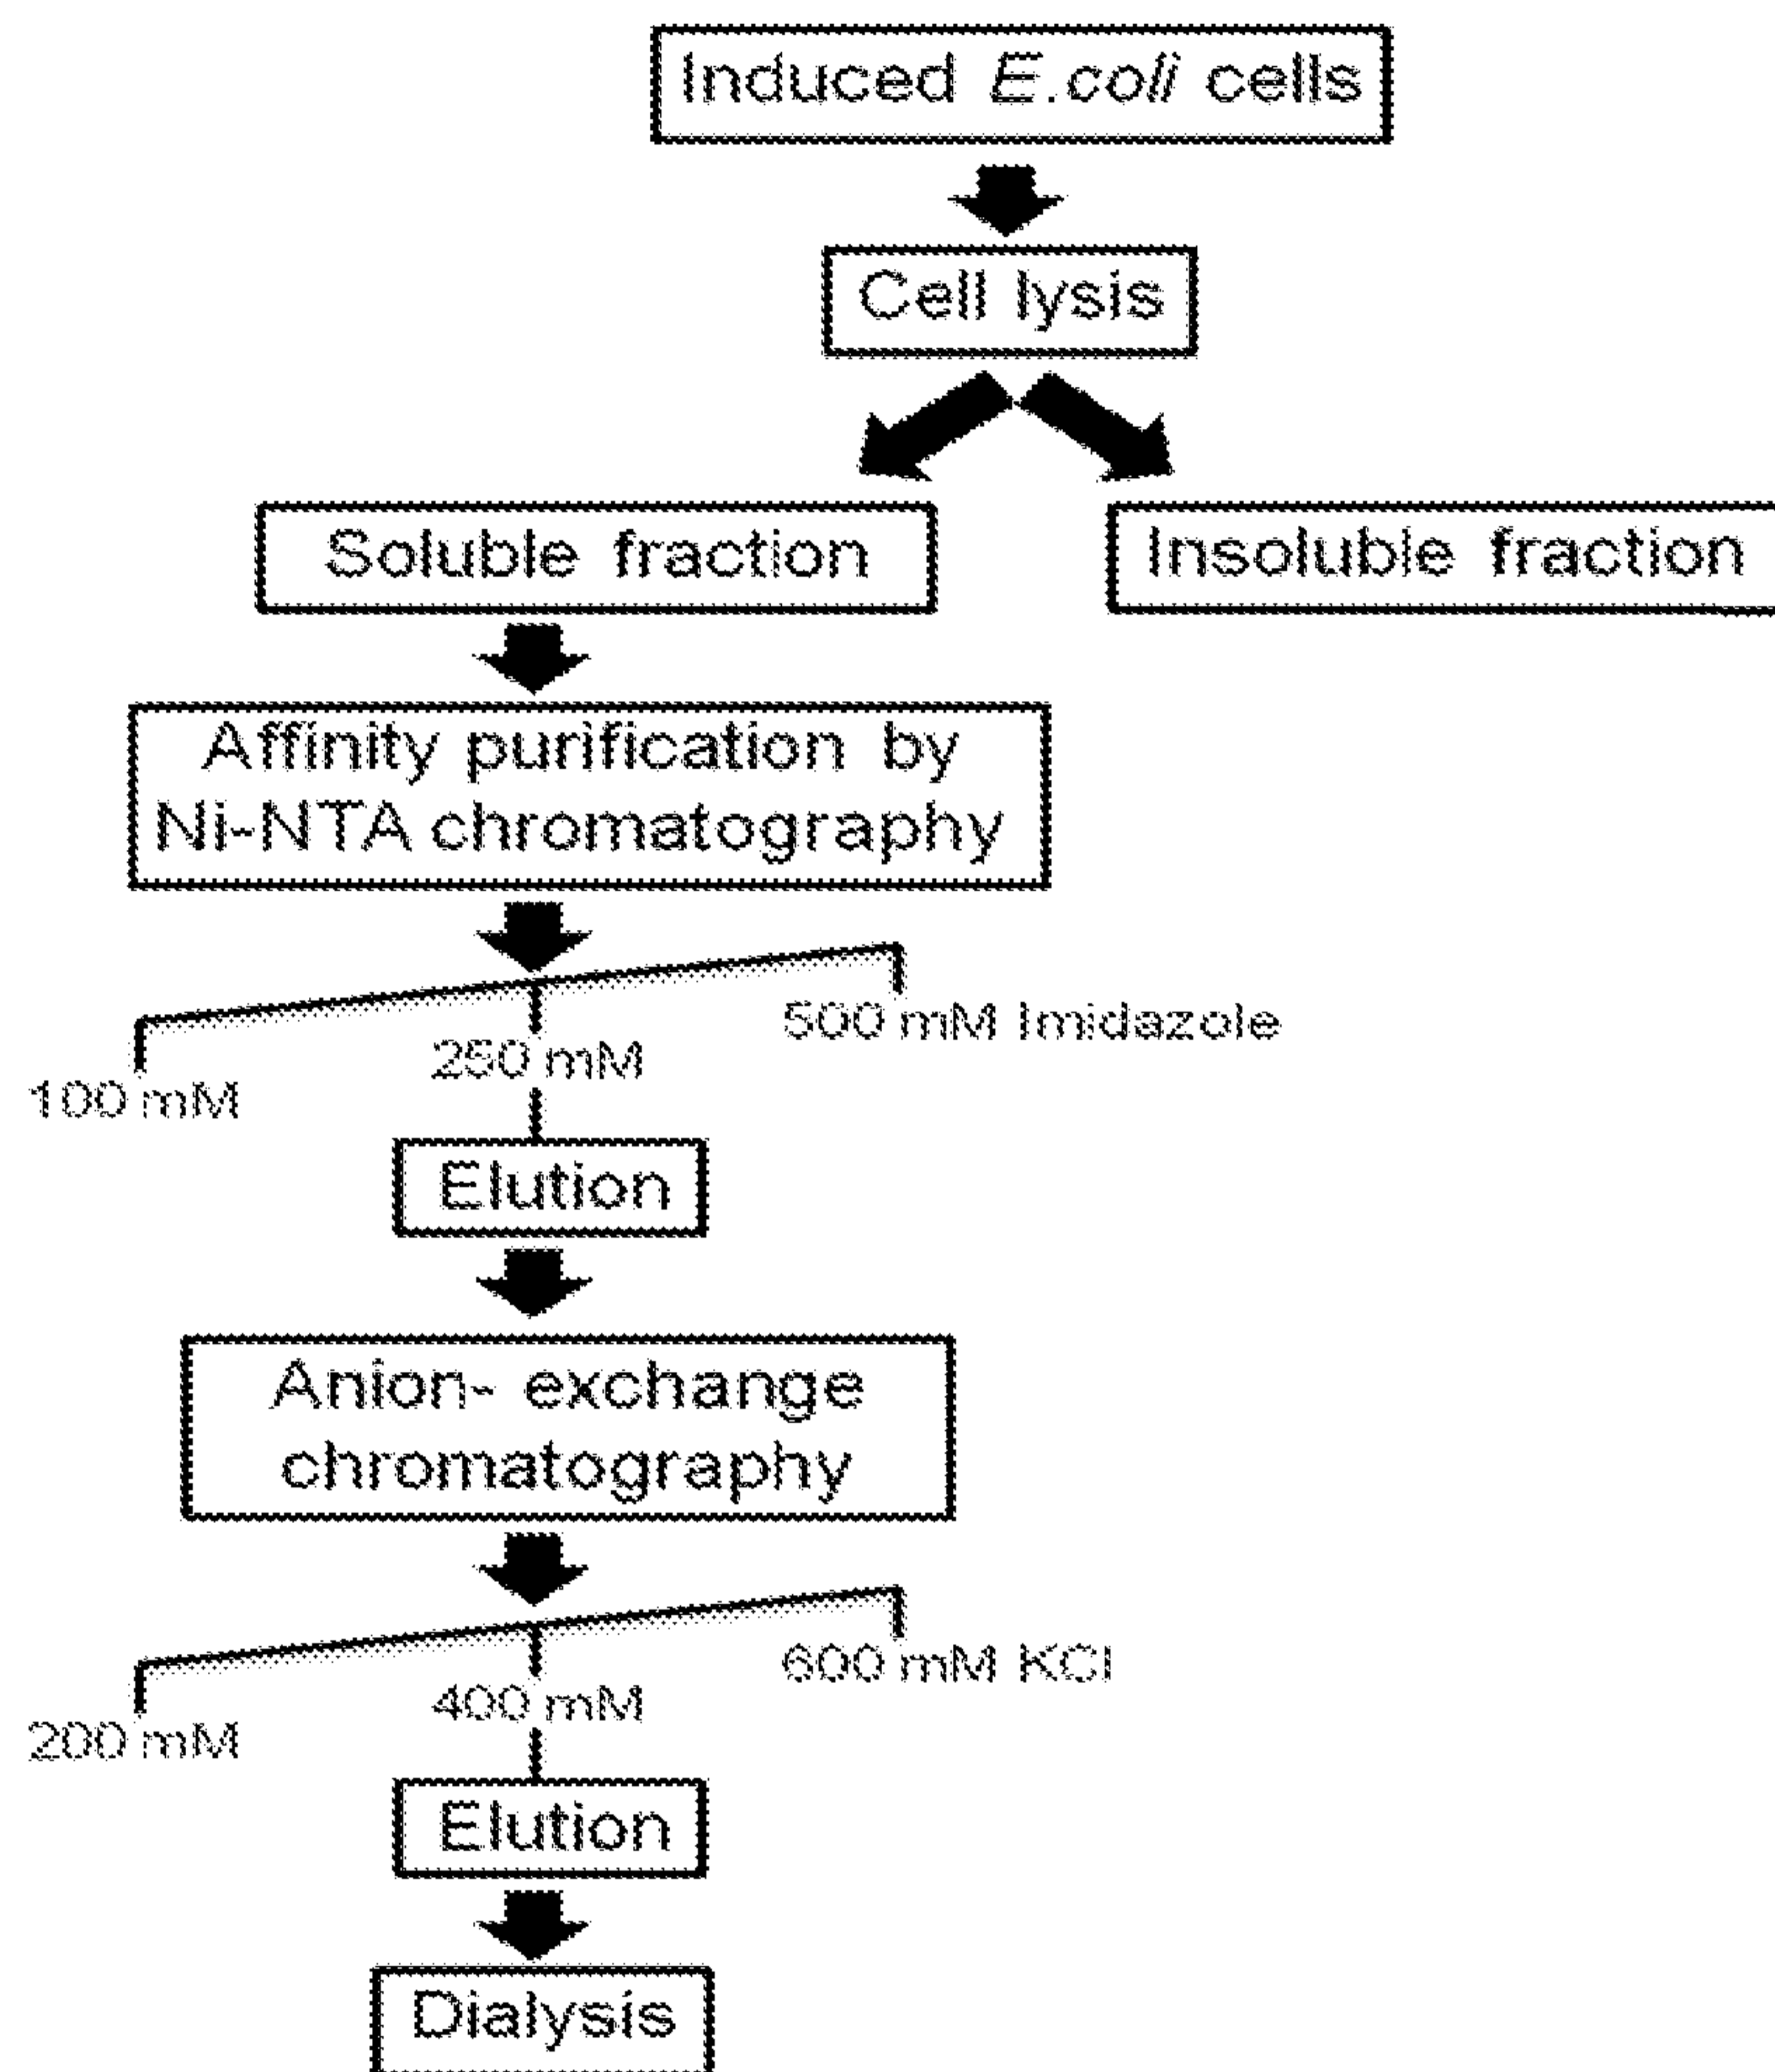 Induced E.coli cells
Cell lysis
Soluble fraction
Insoluble fraction
Affinity purification by
Ni-NTA chromatography
500 mM Imidazole
250 mM
100 mM
Elution
Anion- exchange
chromatography
600 mM KCl
400 mM
200 mM
Elution
Dialysis